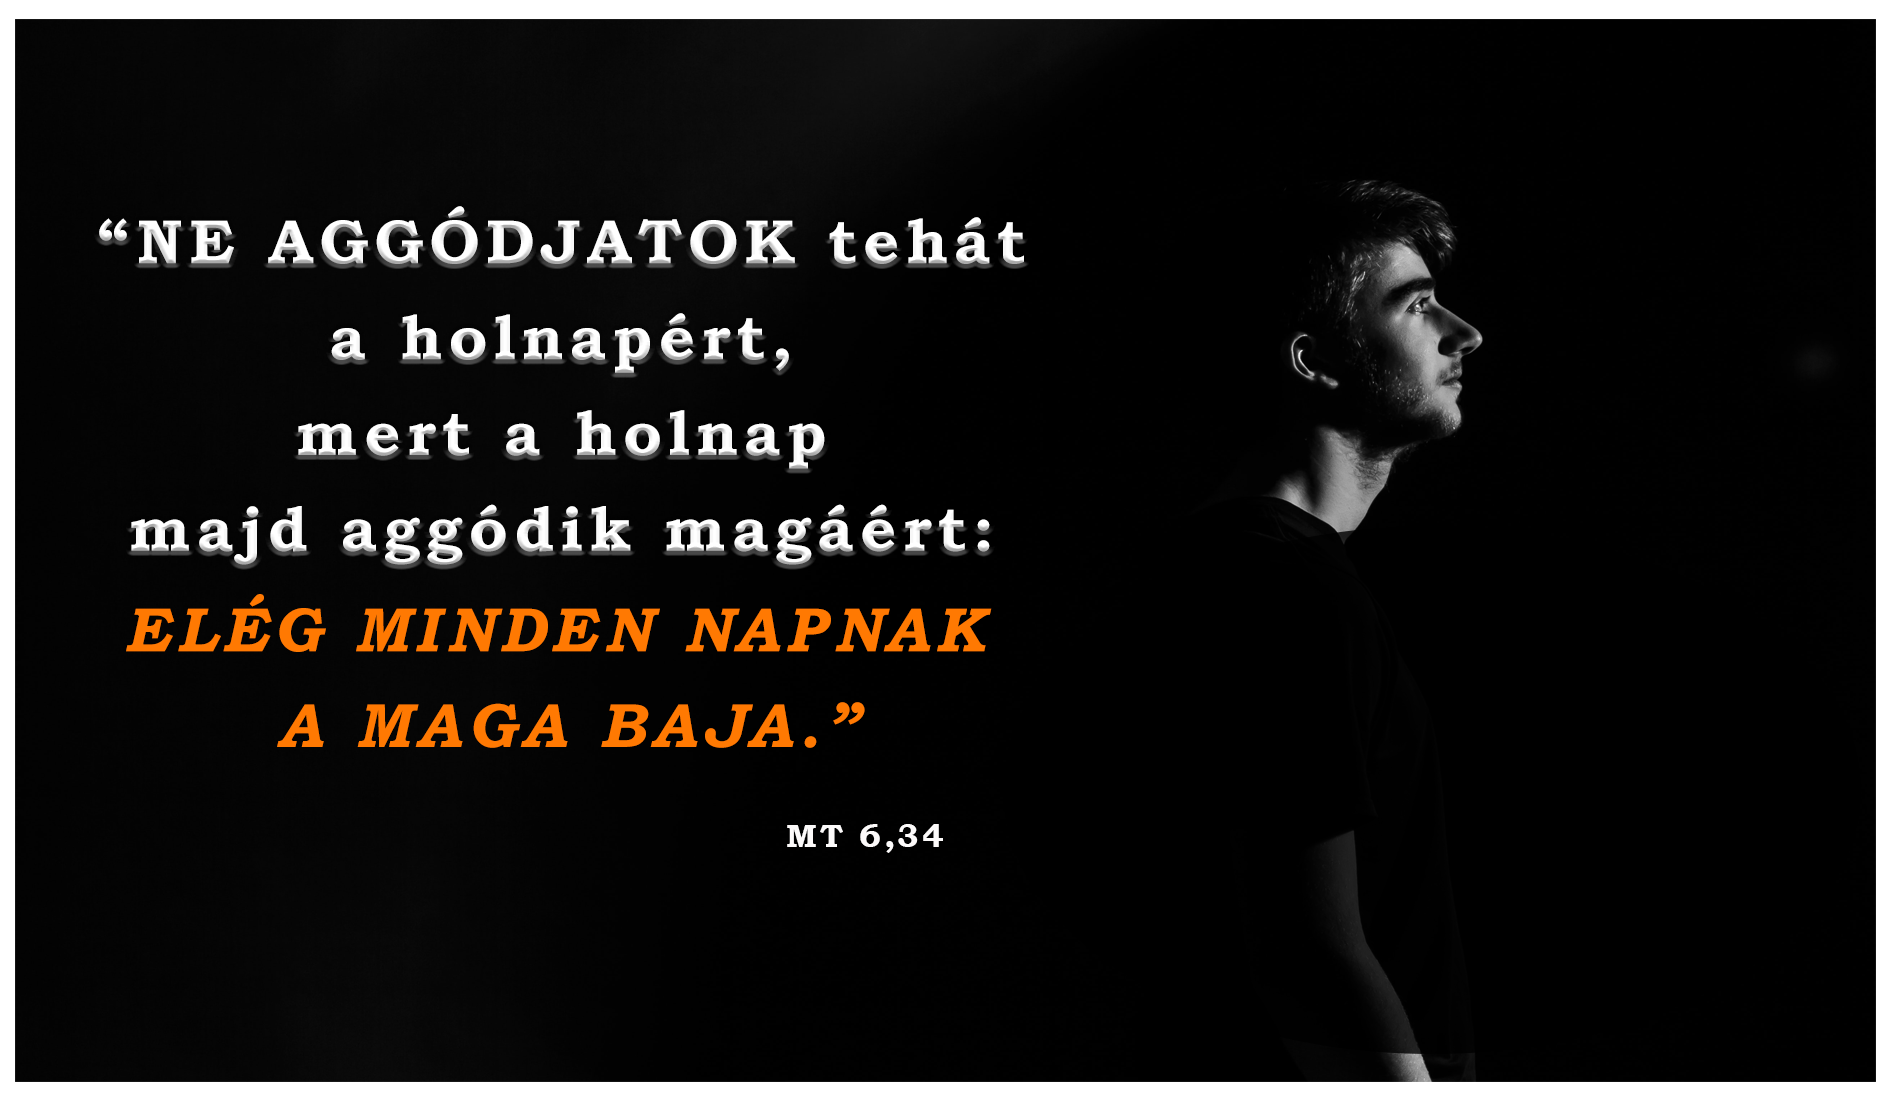 “NE AGGÓDJATOK tehát
a holnapért,
mert a holnap
majd aggódik magáért:
ELÉG MINDEN NAPNAK
A MAGA BAJA.”
MT 6,34